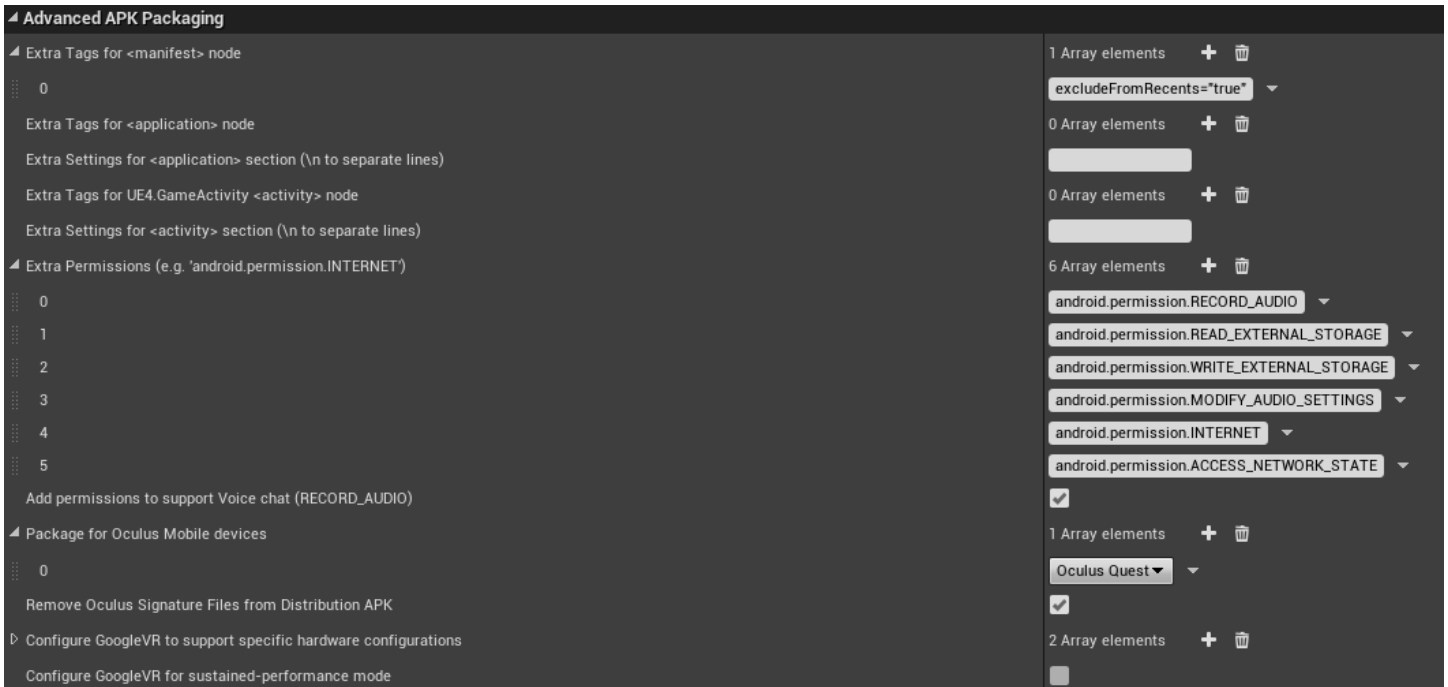 Advanced APK Packaging
Extra Tags for <manifest> node 1 Array elements
0 excludeFromRecents="true"
Extra Tags for <application> node 0 Array elements
Extra Settings for <application> section (\n to separate lines)
Extra Tags for UE4.GameActivity <activity> node 0 Array elements
Extra Settings for <activity> section (\n to separate lines)
Extra Permissions (e.g. 'android.permission.INTERNET') 6 Array elements
0 android.permission.RECORD_AUDIO
1 android.permission.READ_EXTERNAL_STORAGE
2 android.permission.WRITE_EXTERNAL_STORAGE
3 android.permission.MODIFY_AUDIO_SETTINGS
4 android.permission.INTERNET
5 android.permission.ACCESS_NETWORK_STATE
Add permissions to support Voice chat (RECORD_AUDIO)
Package for Oculus Mobile devices 1 Array elements
0 Oculus Quest
Remove Oculus Signature Files from Distribution APK
Configure GoogleVR to support specific hardware configurations 2 Array elements
Configure GoogleVR for sustained-performance mode